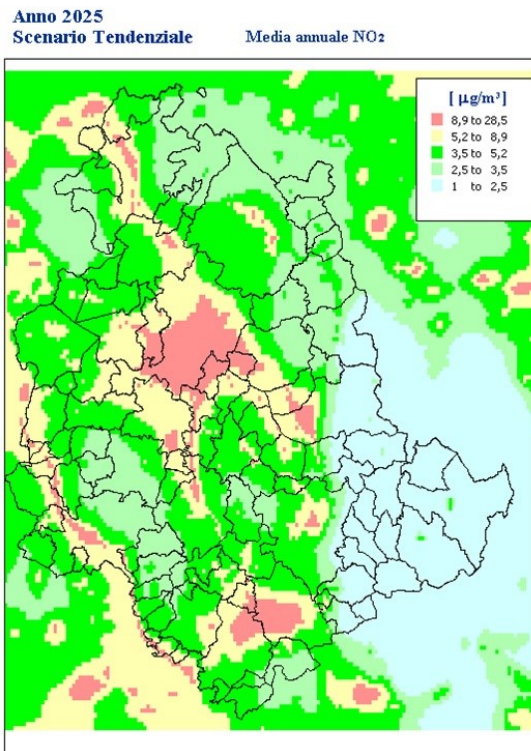 Anno 2025
Scenario Tendenziale Media annuale NO2
[ µg/m³ ]
8,9 to 28,5
5,2 to 8,9
3,5 to 5,2
2,5 to 3,5
1 to 2,5